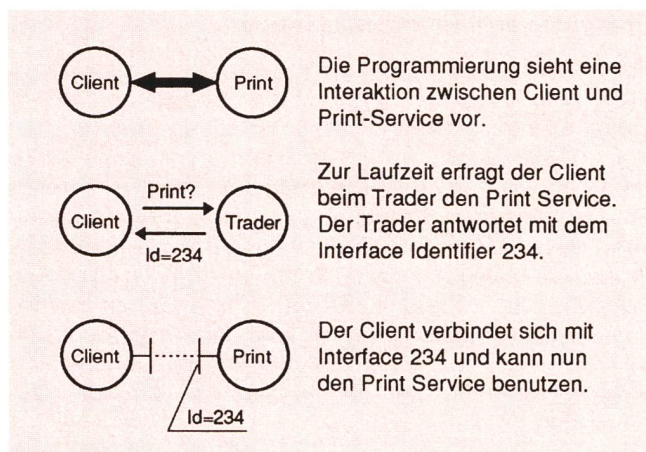 Client
Print
Die Programmierung sieht eine
Interaktion zwischen Client und
Print-Service vor.
Print?
Client
Trader
Id=234
Zur Laufzeit erfragt der Client
beim Trader den Print Service.
Der Trader antwortet mit dem
Interface Identifier 234.
Client
Print
Id=234
Der Client verbindet sich mit
Interface 234 und kann nun
den Print Service benutzen.